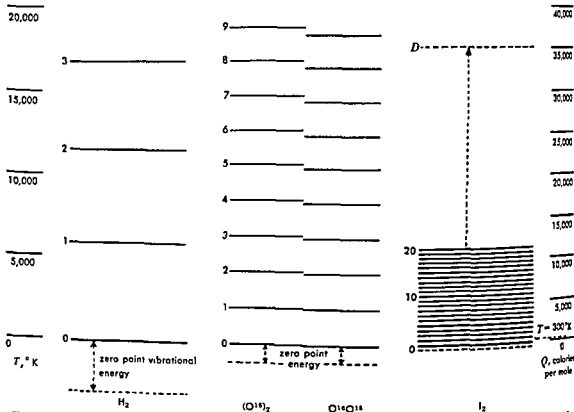 20,000
15,000
10,000
5,000
0
T, °K
3
2
1
0
zero point vibrational
energy
H₂
9
8
7
6
5
4
3
2
1
0
zero point
energy
(O¹⁶)₂
O¹⁶O¹⁸
D
20
10
0
I₂
40,000
35,000
30,000
25,000
20,000
15,000
10,000
5,000
T = 300°K
0
Q, calories
per mole